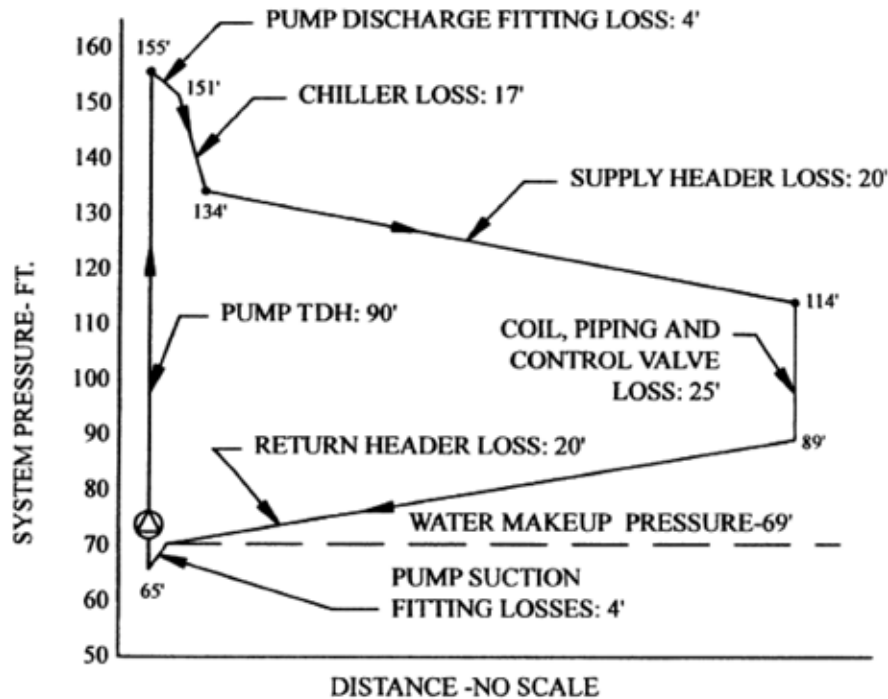 PUMP DISCHARGE FITTING LOSS: 4'
160
155'
151'
150
CHILLER LOSS: 17'
140
SUPPLY HEADER LOSS: 20'
134'
130
120
114'
110
PUMP TDH: 90'
COIL, PIPING AND
CONTROL VALVE
LOSS: 25'
100
90
89'
RETURN HEADER LOSS: 20'
80
WATER MAKEUP PRESSURE-69'
70
65'
PUMP SUCTION
FITTING LOSSES: 4'
60
50
SYSTEM PRESSURE- FT.
DISTANCE -NO SCALE